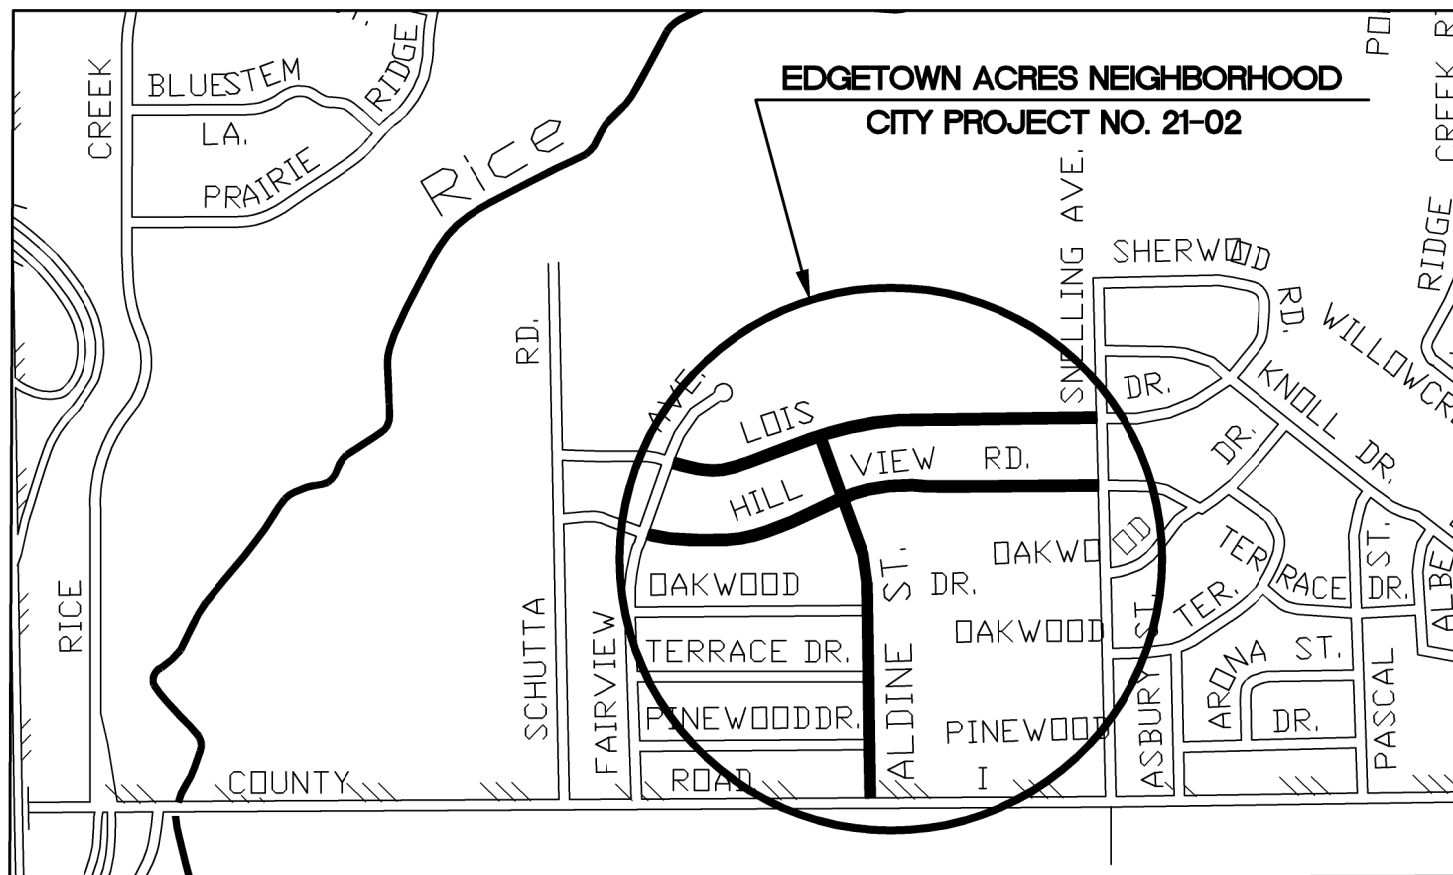 EDGETOWN ACRES NEIGHBORHOOD
CITY PROJECT NO. 21-02
BLUESTEM
LA.
PRAIRIE
RIDGE
CREEK
RICE
Rice
SNELLING AVE.
SHERWOOD
RD.
WILLOWCR
RIDGE
CREEK
KNOLL DR.
DR.
DR.
RD.
SCHUTTA
AVE.
FAIRVIEW
LOIS
HILL
VIEW RD.
OAKWOOD
DR.
OAKWOOD
OAKWOOD
TERRACE DR.
PINEWOOD DR.
PINEWOOD
ALDINE ST.
ASBURY ST.
TER.
TERRACE
DR.
ARONA ST.
DR.
PASCAL
ST.
ALBE
COUNTY
ROAD
I